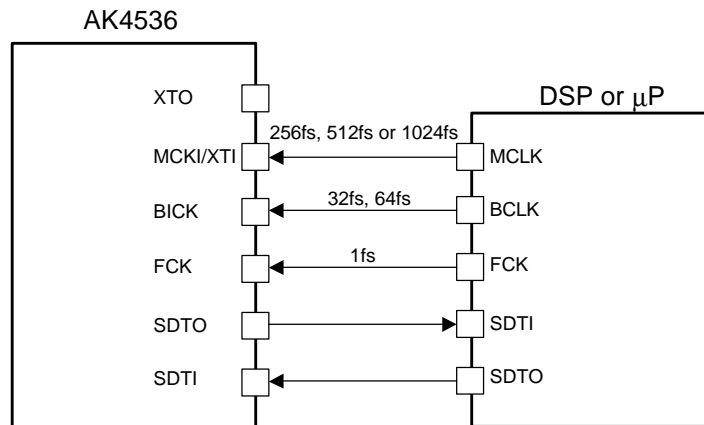 AK4536
DSP or μP
XTO
256fs, 512fs or 1024fs
MCKI/XTI
MCLK
32fs, 64fs
BICK
BCLK
1fs
FCK
FCK
SDTO
SDTI
SDTI
SDTO